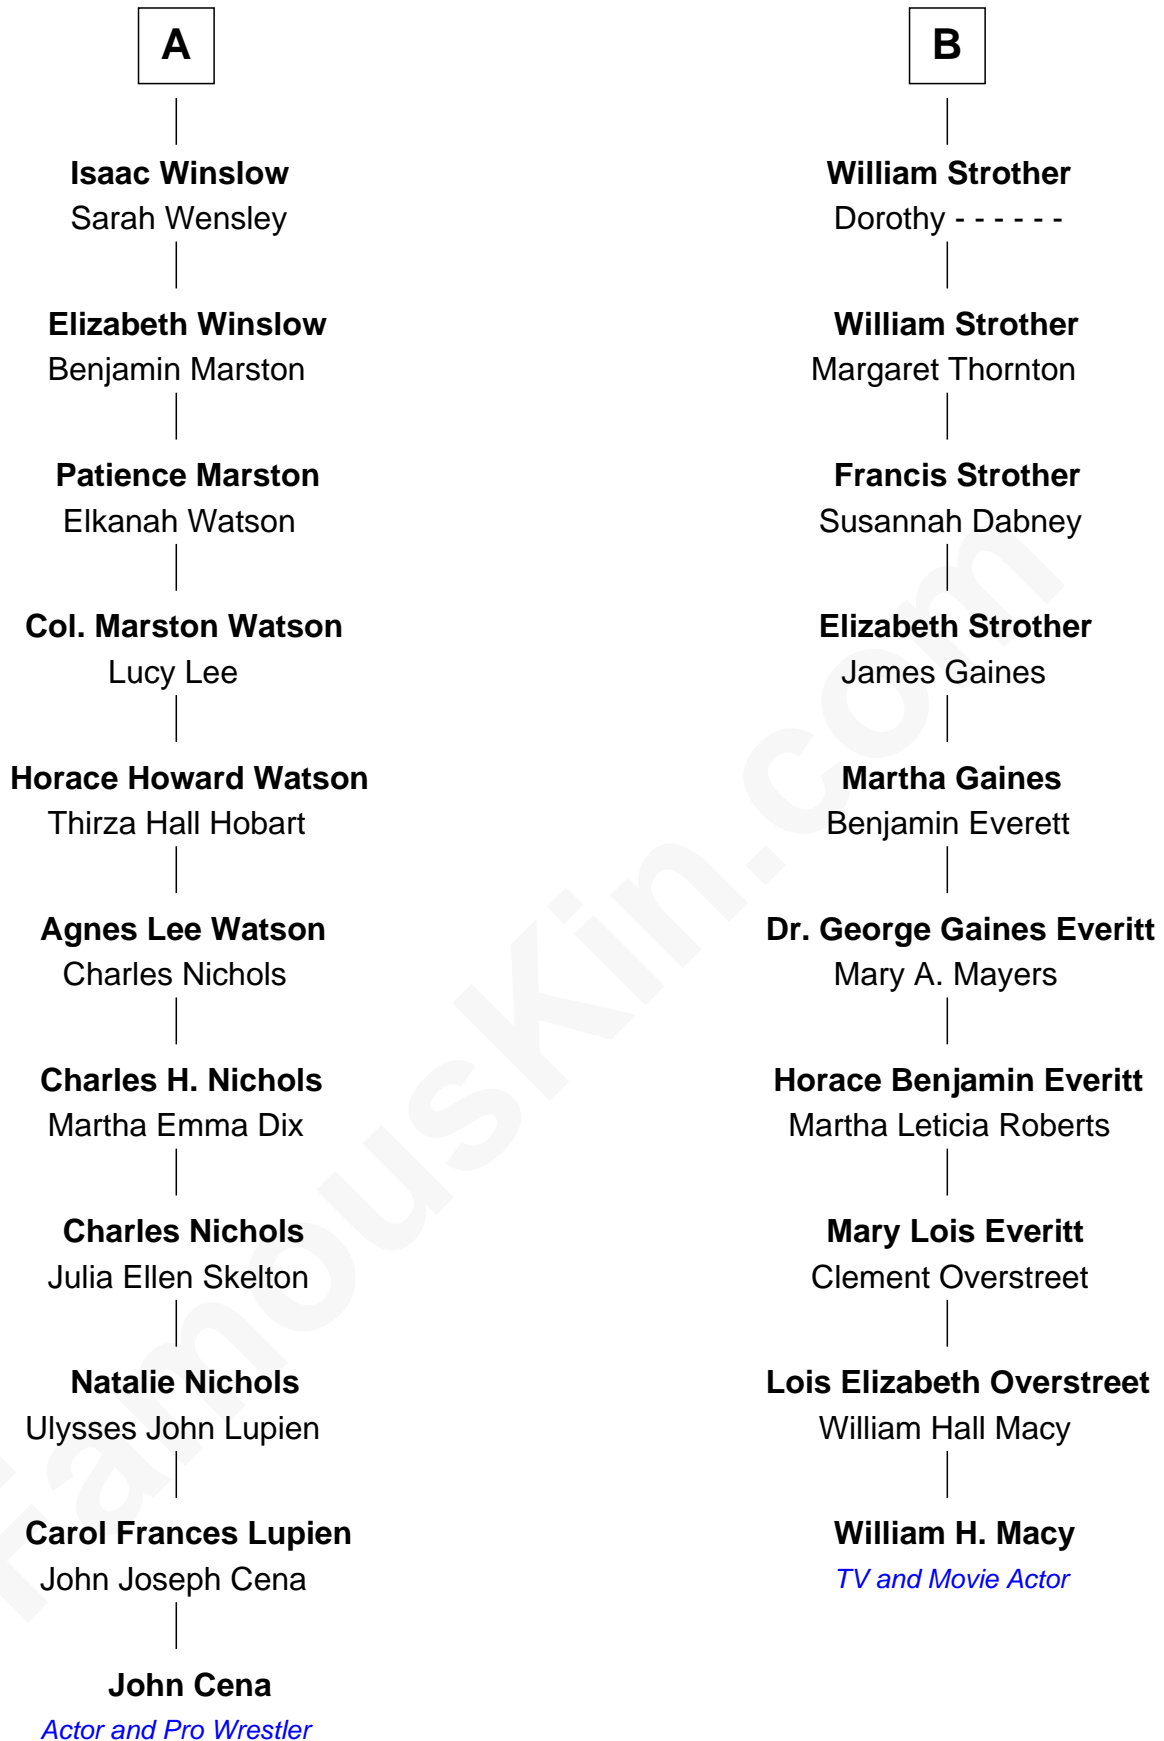 A
Isaac Winslow
Sarah Wensley
Elizabeth Winslow
Benjamin Marston
Patience Marston
Elkanah Watson
Col. Marston Watson
Lucy Lee
Horace Howard Watson
Thirza Hall Hobart
Agnes Lee Watson
Charles Nichols
Charles H. Nichols
Martha Emma Dix
Charles Nichols
Julia Ellen Skelton
Natalie Nichols
Ulysses John Lupien
Carol Frances Lupien
John Joseph Cena
John Cena
Actor and Pro Wrestler
B
William Strother
Dorothy - - - - - -
William Strother
Margaret Thornton
Francis Strother
Susannah Dabney
Elizabeth Strother
James Gaines
Martha Gaines
Benjamin Everett
Dr. George Gaines Everitt
Mary A. Mayers
Horace Benjamin Everitt
Martha Leticia Roberts
Mary Lois Everitt
Clement Overstreet
Lois Elizabeth Overstreet
William Hall Macy
William H. Macy
TV and Movie Actor
FamousKin.com